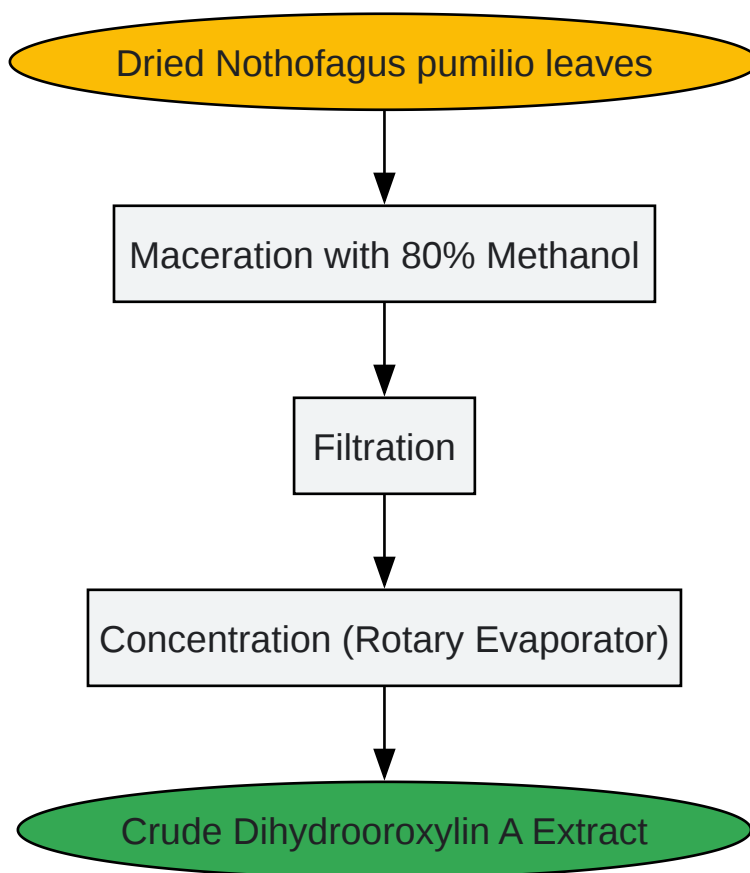 Dried Nothofagus pumilio leaves
Maceration with 80% Methanol
Filtration
Concentration (Rotary Evaporator)
Crude Dihydrooroxylin A Extract